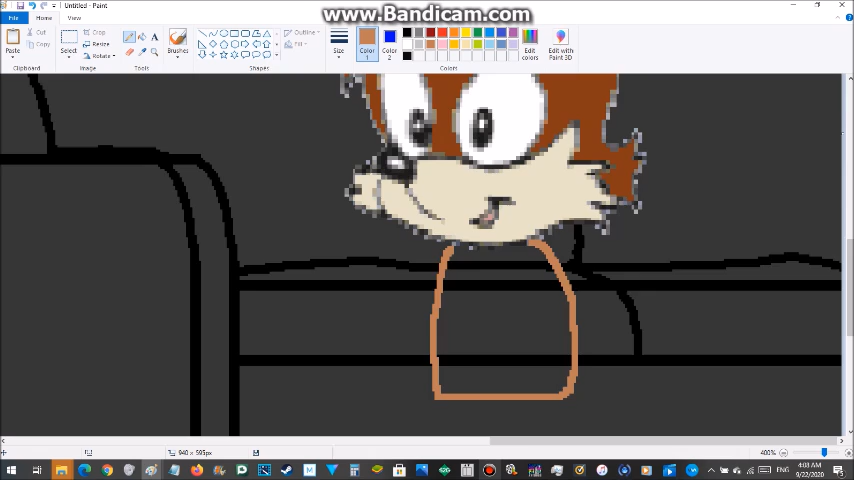 Untitled - Paint
www.Bandicam.com
File
Home
View
Paste
Cut
Copy
Clipboard
Select
Crop
Resize
Rotate
Image
Tools
Brushes
Shapes
Outline
Fill
Size
Color 1
Color 2
Colors
Edit colors
Edit with Paint 3D
940 × 595px
400%
ENG
4:08 AM
9/22/2020